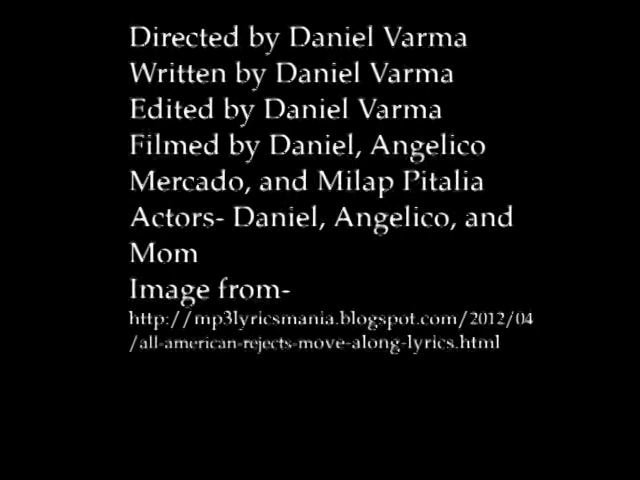 Directed by Daniel Varma
Written by Daniel Varma
Edited by Daniel Varma
Filmed by Daniel, Angelico
Mercado, and Milap Pitalia
Actors- Daniel, Angelico, and
Mom
Image from-
http://mp3lyricsmania.blogspot.com/2012/04
/all-american-rejects-move-along-lyrics.html